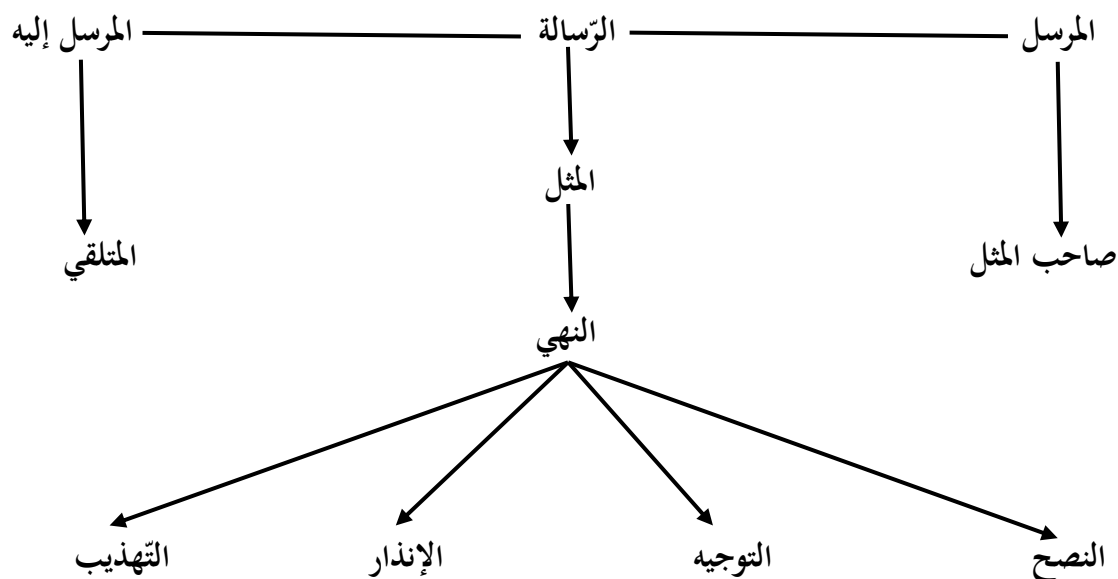 المرسل الرّسالة المرسل إليه
المثل
صاحب المثل المتلقي
النهي
النصح التوجيه الإنذار التّهذيب